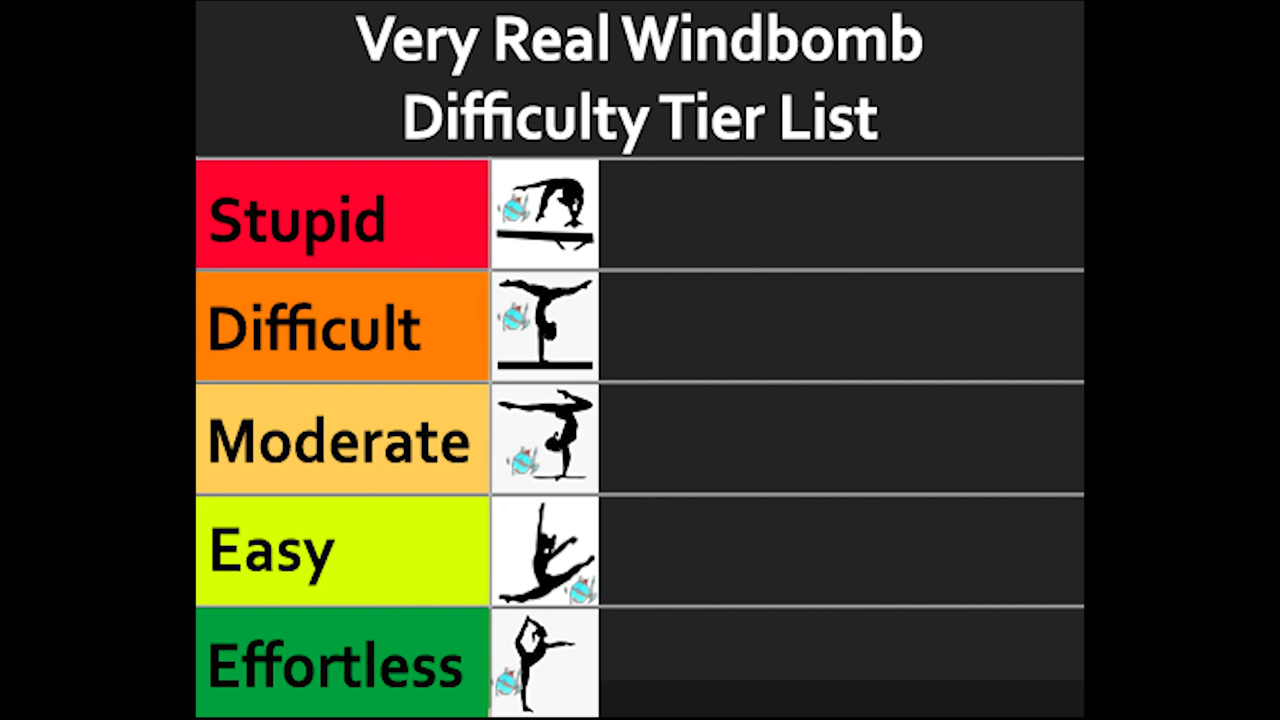 Very Real Windbomb
Difficulty Tier List
Stupid
Difficult
Moderate
Easy
Effortless